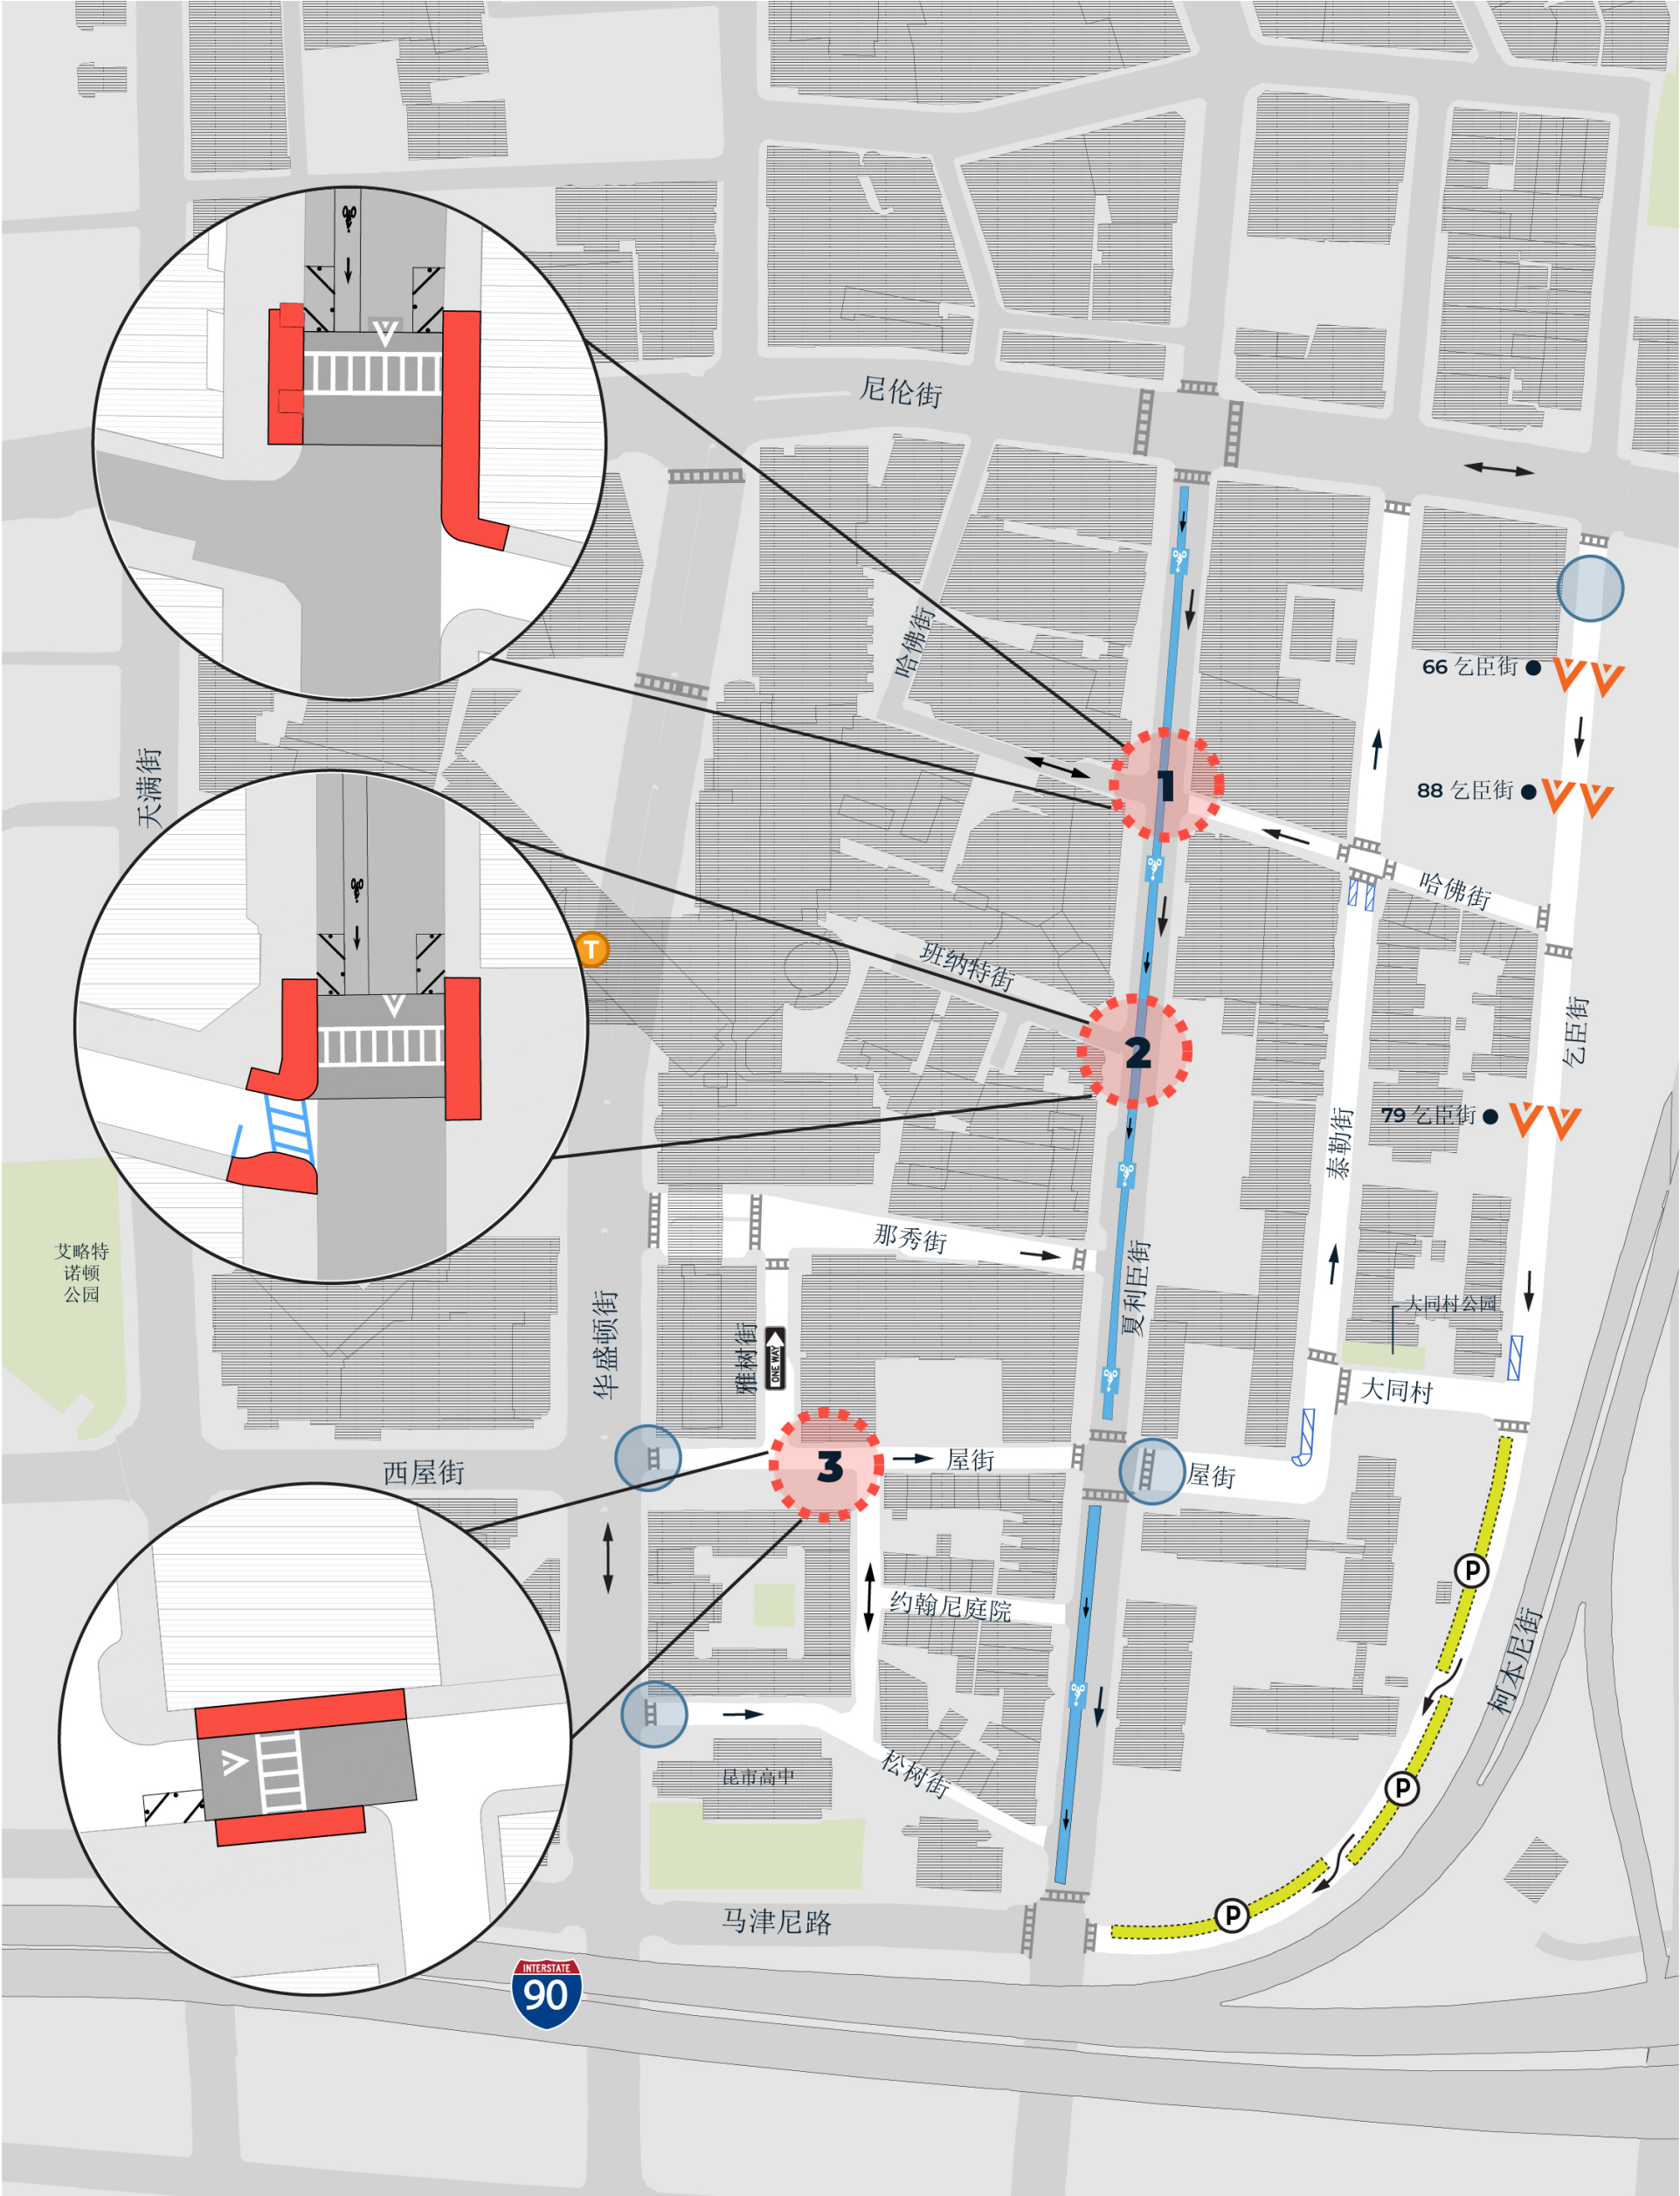 尼伦街
哈佛街
66 乞臣街
1
天满街
88 乞臣街
哈佛街
T
班纳特街
乞臣街
2
79 乞臣街
泰勒街
艾略特
诺顿
公园
那秀街
夏利臣街
大同村公园
华盛顿街
雅树街
ONE WAY
大同村
3
西屋街
屋街
屋街
P
约翰尼庭院
柯本尼街
松树街
昆市高中
P
马津尼路
P
INTERSTATE
90